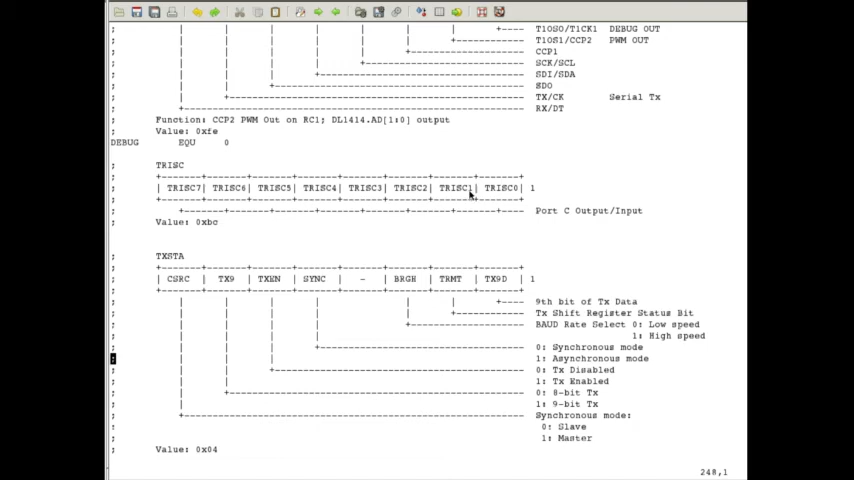 ;           |     |     |     |     |     |     |     +---- T1OS0/T1CK1  DEBUG OUT
;           |     |     |     |     |     |     +---------- T1OS1/CCP2   PWM OUT
;           |     |     |     |     |     +---------------- CCP1
;           |     |     |     |     +---------------------- SCK/SCL
;           |     |     |     +---------------------------- SDI/SDA
;           |     |     +---------------------------------- SDO
;           |     +---------------------------------------- TX/CK        Serial Tx
;           +---------------------------------------------- RX/DT
;       Function: CCP2 PWM Out on RC1; DL1414.AD[1:0] output
;       Value: 0xfe
DEBUG      EQU    0
;       TRISC
;       +------+------+------+------+------+------+------+------+
;       | TRISC7| TRISC6| TRISC5| TRISC4| TRISC3| TRISC2| TRISC1| TRISC0| 1
;       +------+------+------+------+------+------+------+------+
;           +-----+-----+-----+-----+-----+-----+-----+---- Port C Output/Input
;       Value: 0xbc
;       TXSTA
;       +------+------+------+------+------+------+------+------+
;       | CSRC | TX9 | TXEN | SYNC | - | BRGH | TRMT | TX9D | 1
;       +------+------+------+------+------+------+------+------+
;           |     |     |     |           |     |     +---- 9th bit of Tx Data
;           |     |     |     |           |     +---------- Tx Shift Register Status Bit
;           |     |     |     |           +---------------- BAUD Rate Select 0: Low speed
;           |     |     |     |                                              1: High speed
;           |     |     |     +---------------------------- 0: Synchronous mode
;           |     |     |                                   1: Asynchronous mode
;           |     |     +---------------------------------- 0: Tx Disabled
;           |     |                                         1: Tx Enabled
;           |     +---------------------------------------- 0: 8-bit Tx
;           |                                               1: 9-bit Tx
;           +---------------------------------------------- Synchronous mode:
;                                                            0: Slave
;                                                            1: Master
;       Value: 0x04
248,1